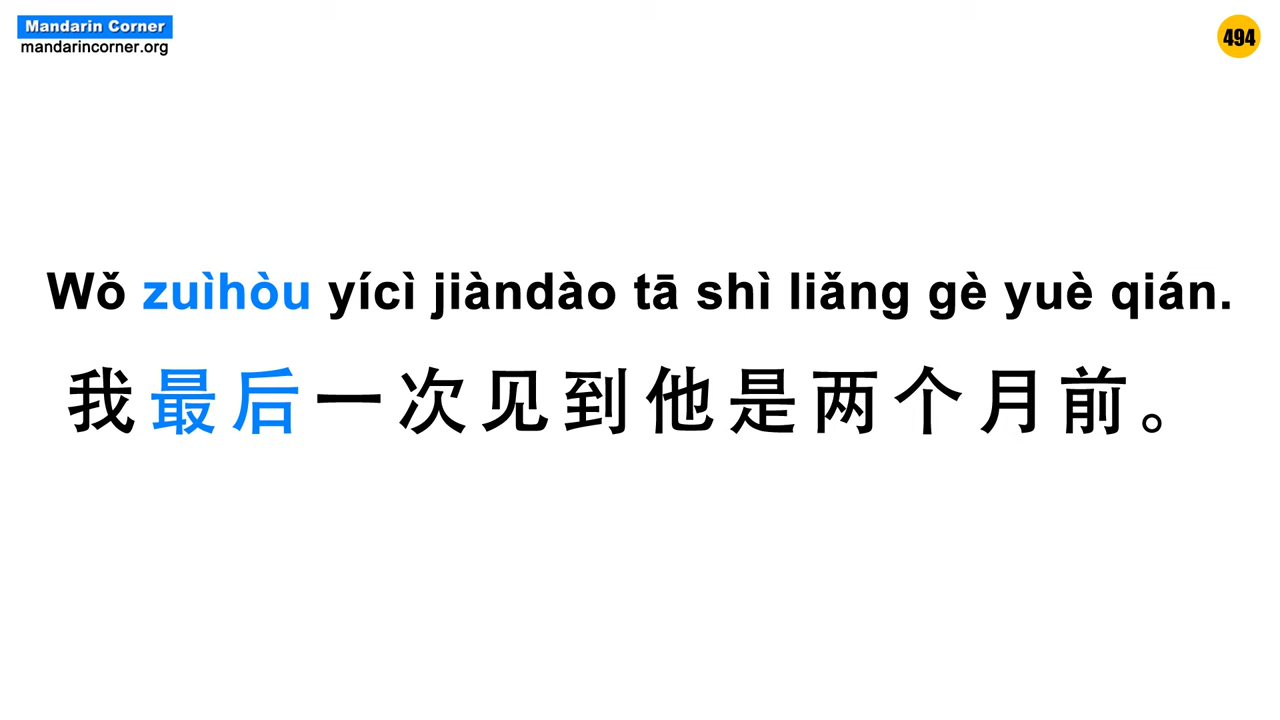 Mandarin Corner
mandarincorner.org
494
Wǒ zuìhòu yícì jiàndào tā shì liǎng gè yuè qián.
我最后一次见到他是两个月前。